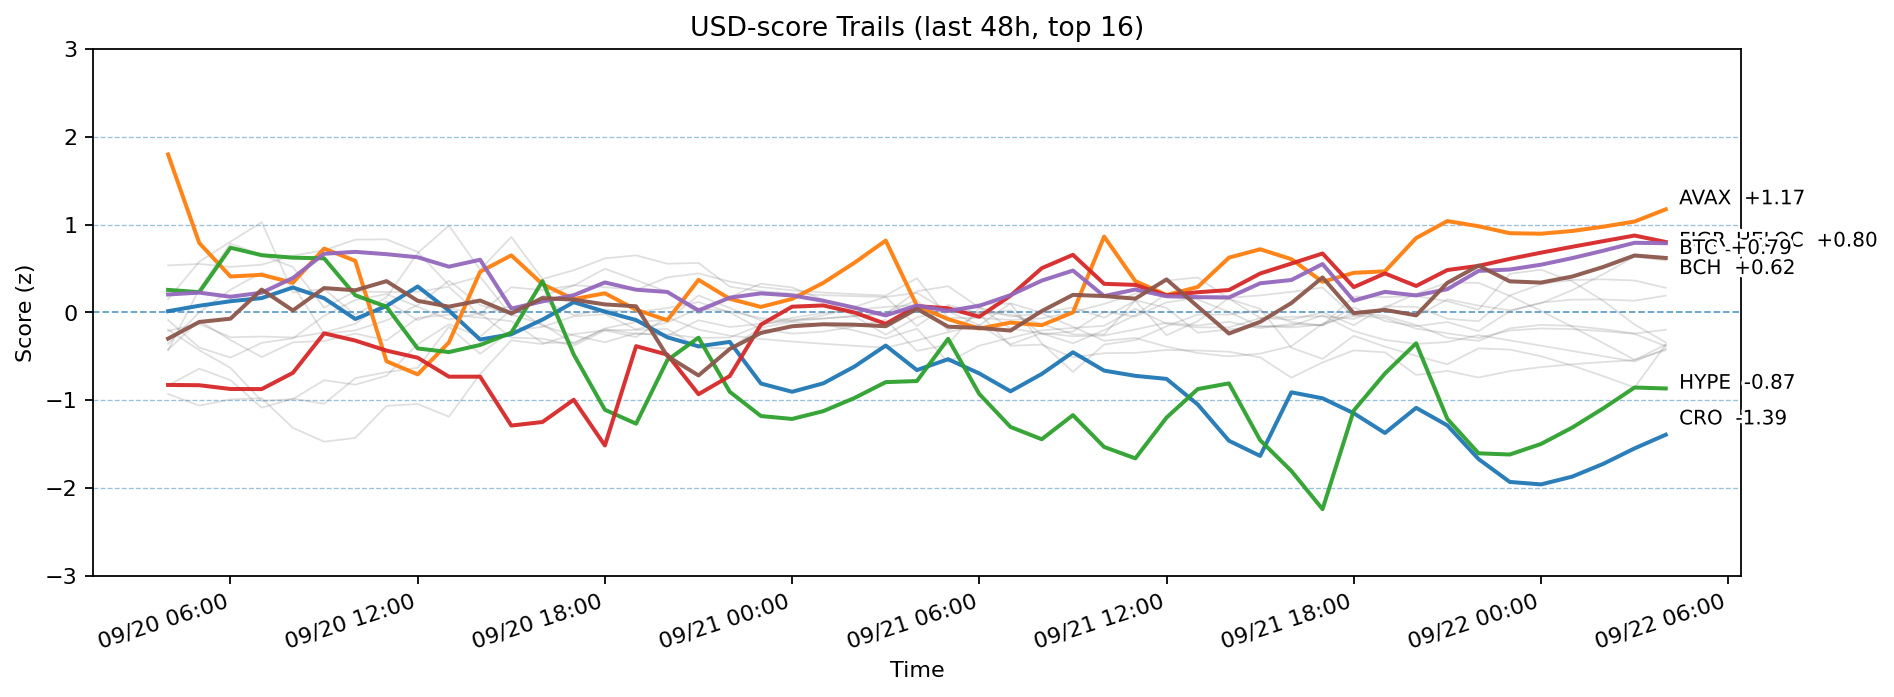 USD-score Trails (last 48h, top 16)
Score (z)
3
2
1
0
−1
−2
−3
AVAX +1.17
FIGR_HELOC +0.80
BTC +0.79
BCH +0.62
HYPE -0.87
CRO -1.39
09/20 06:00
09/20 12:00
09/20 18:00
09/21 00:00
09/21 06:00
09/21 12:00
09/21 18:00
09/22 00:00
09/22 06:00
Time